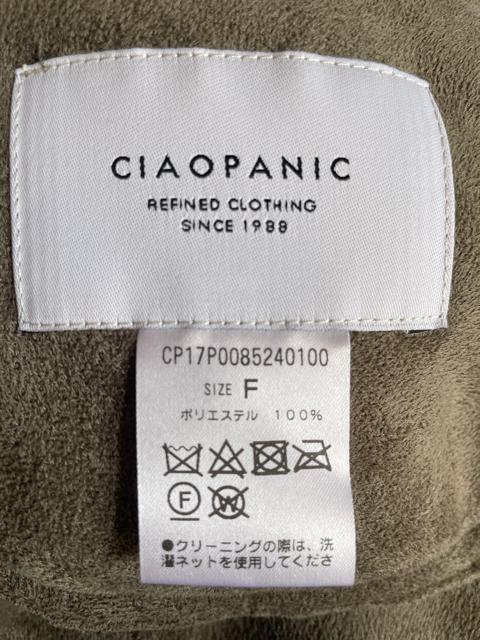 CIAOPANIC
REFINED CLOTHING
SINCE 1988
CP17P0085240100
SIZE F
ポリエステル 100%
F W
●クリーニングの際は、洗
濯ネットを使用してくださ